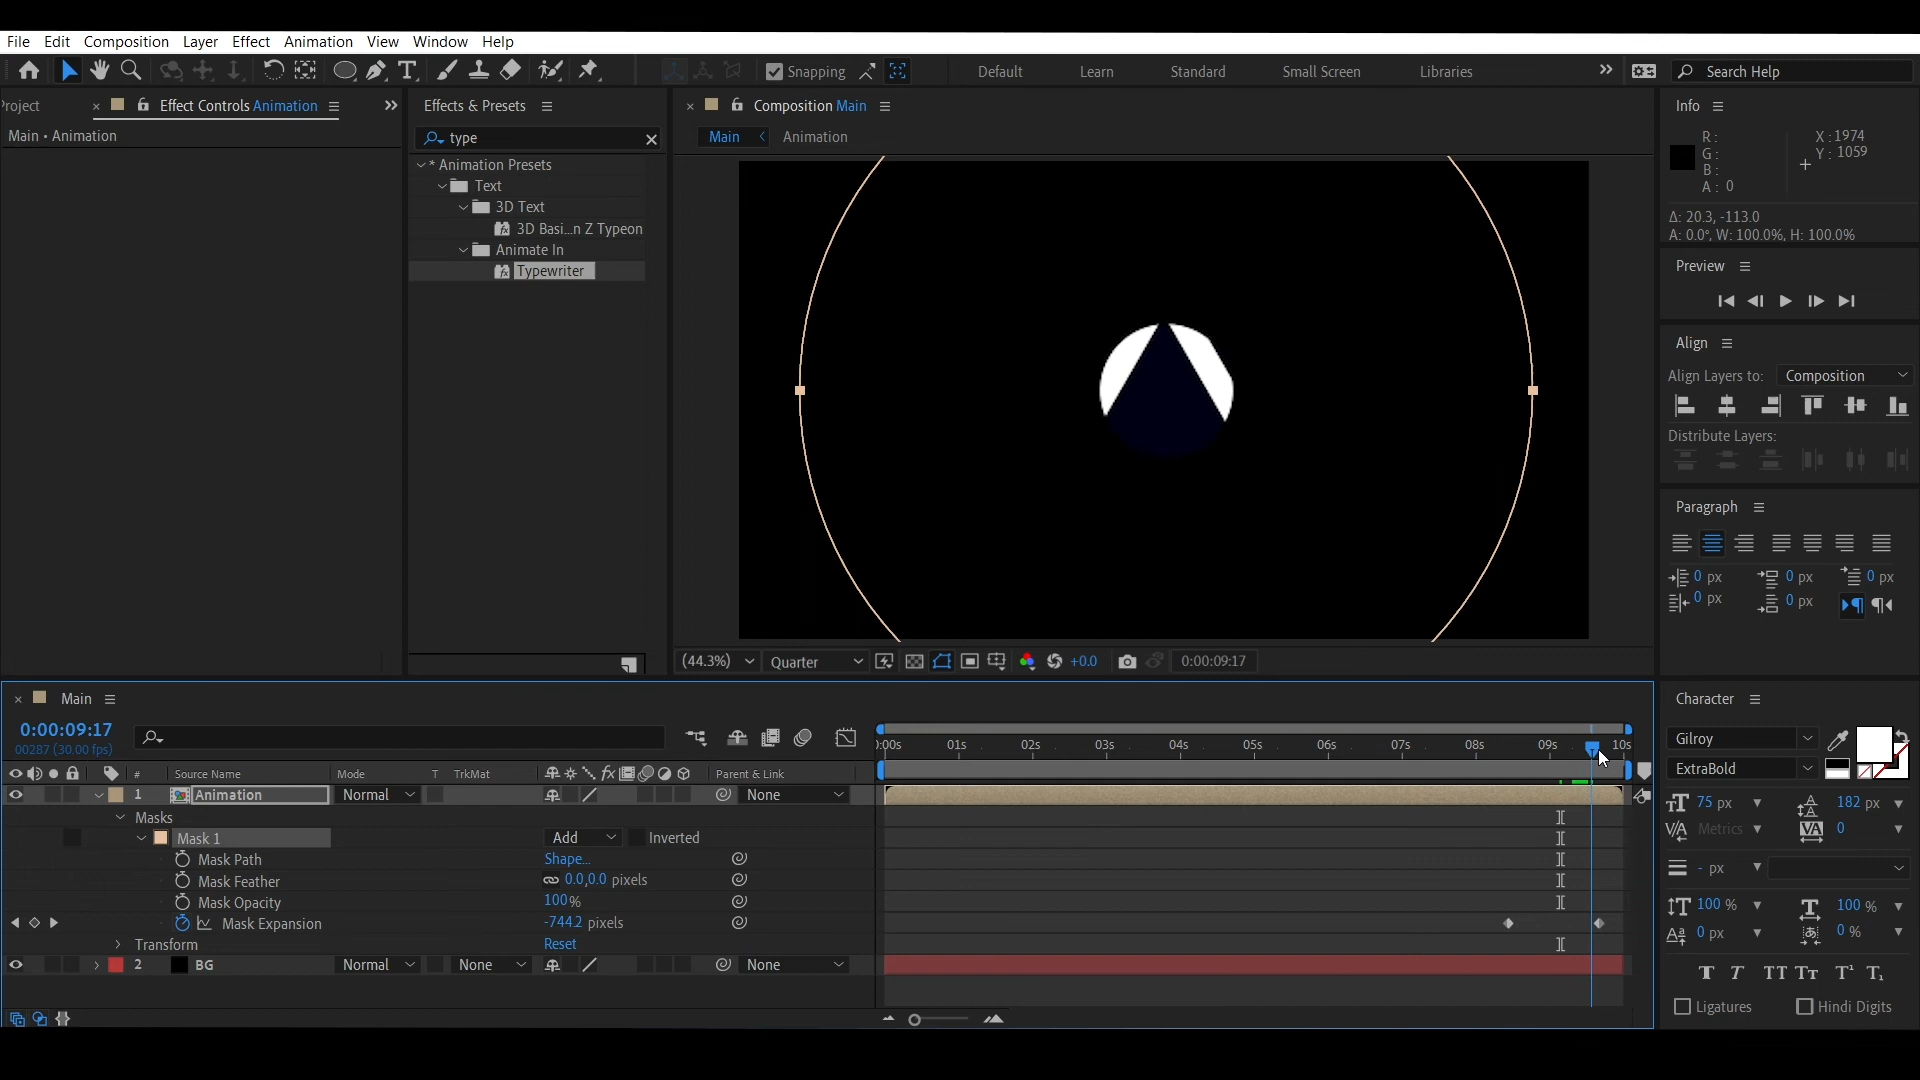 File Edit Composition Layer Effect Animation View Window Help
Snapping Default Learn Standard Small Screen Libraries Search Help
roject Effect Controls Animation
Main • Animation
Effects & Presets
type
* Animation Presets
Text
3D Text
3D Basi...n Z Typeon
Animate In
Typewriter
Composition Main
Main Animation
(44.3%) Quarter +0.0 0:00:09:17
Info
R :
G :
B :
A : 0
X : 1974
Y : 1059
Δ: 20.3, -113.0
A: 0.0°, W: 100.0%, H: 100.0%
Preview
Align
Align Layers to: Composition
Distribute Layers:
Paragraph
0 px 0 px 0 px
0 px 0 px
Main
0:00:09:17
00287 (30.00 fps)
):00s 01s 02s 03s 04s 05s 06s 07s 08s 09s 10s
# Source Name Mode T TrkMat Parent & Link
1 Animation Normal None
Masks
Mask 1 Add Inverted
Mask Path Shape...
Mask Feather 0.0,0.0 pixels
Mask Opacity 100%
Mask Expansion -744.2 pixels
Transform Reset
2 BG Normal None None
Character
Gilroy
ExtraBold
75 px 182 px
Metrics 0
- px
100 % 100 %
0 px 0 %
T T TT Tt T¹ T₁
Ligatures Hindi Digits